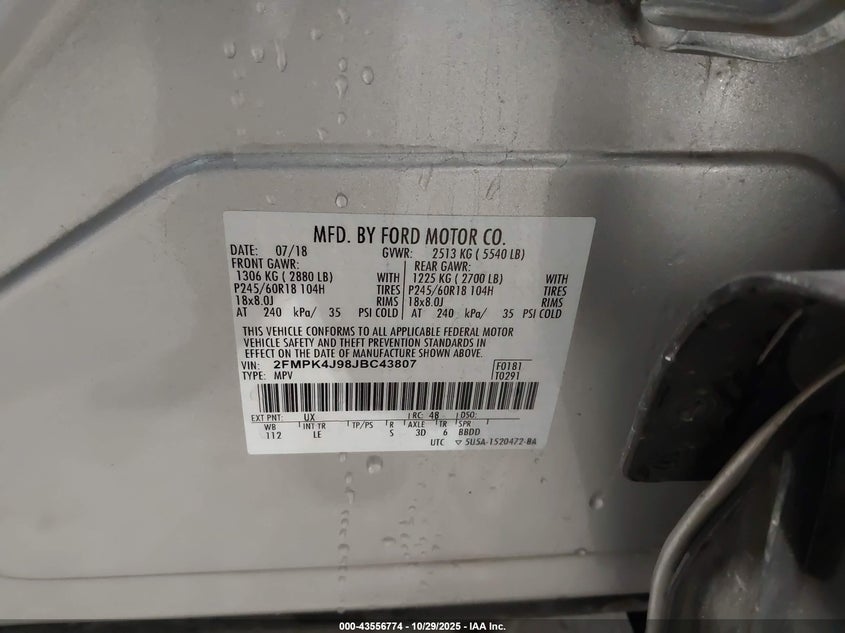 MFD. BY FORD MOTOR CO.
DATE: 07/18 GVWR: 2513 KG ( 5540 LB)
FRONT GAWR: REAR GAWR:
1306 KG ( 2880 LB) WITH 1225 KG ( 2700 LB) WITH
P245/60R18 104H TIRES P245/60R18 104H TIRES
18x8.0J RIMS 18x8.0J RIMS
AT 240 kPa/ 35 PSI COLD AT 240 kPa/ 35 PSI COLD
THIS VEHICLE CONFORMS TO ALL APPLICABLE FEDERAL MOTOR
VEHICLE SAFETY AND THEFT PREVENTION STANDARDS IN
EFFECT ON THE DATE OF MANUFACTURE SHOWN ABOVE.
VIN: 2FMPK4J98JBC43807 F0181
TYPE: MPV T0291
EXT PNT: UX RC: 48 DSO:
WB INT TR TP/PS R AXLE TR SPR
112 LE S 3D 6 BBDD
UTC ▽ 5U5A-1520472-BA
000-43556774 - 10/29/2025 - IAA Inc.